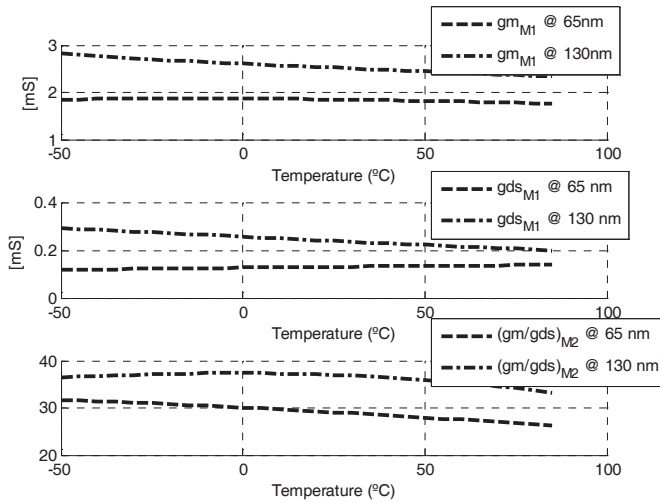 gm_M1 @ 65nm
gm_M1 @ 130nm
[mS]
3
2
1
-50 0 50 100
Temperature (ºC)
gds_M1 @ 65 nm
gds_M1 @ 130 nm
[mS]
0.4
0.2
0
-50 0 50 100
Temperature (ºC)
(gm/gds)_M2 @ 65 nm
(gm/gds)_M2 @ 130 nm
40
30
20
-50 0 50 100
Temperature (ºC)